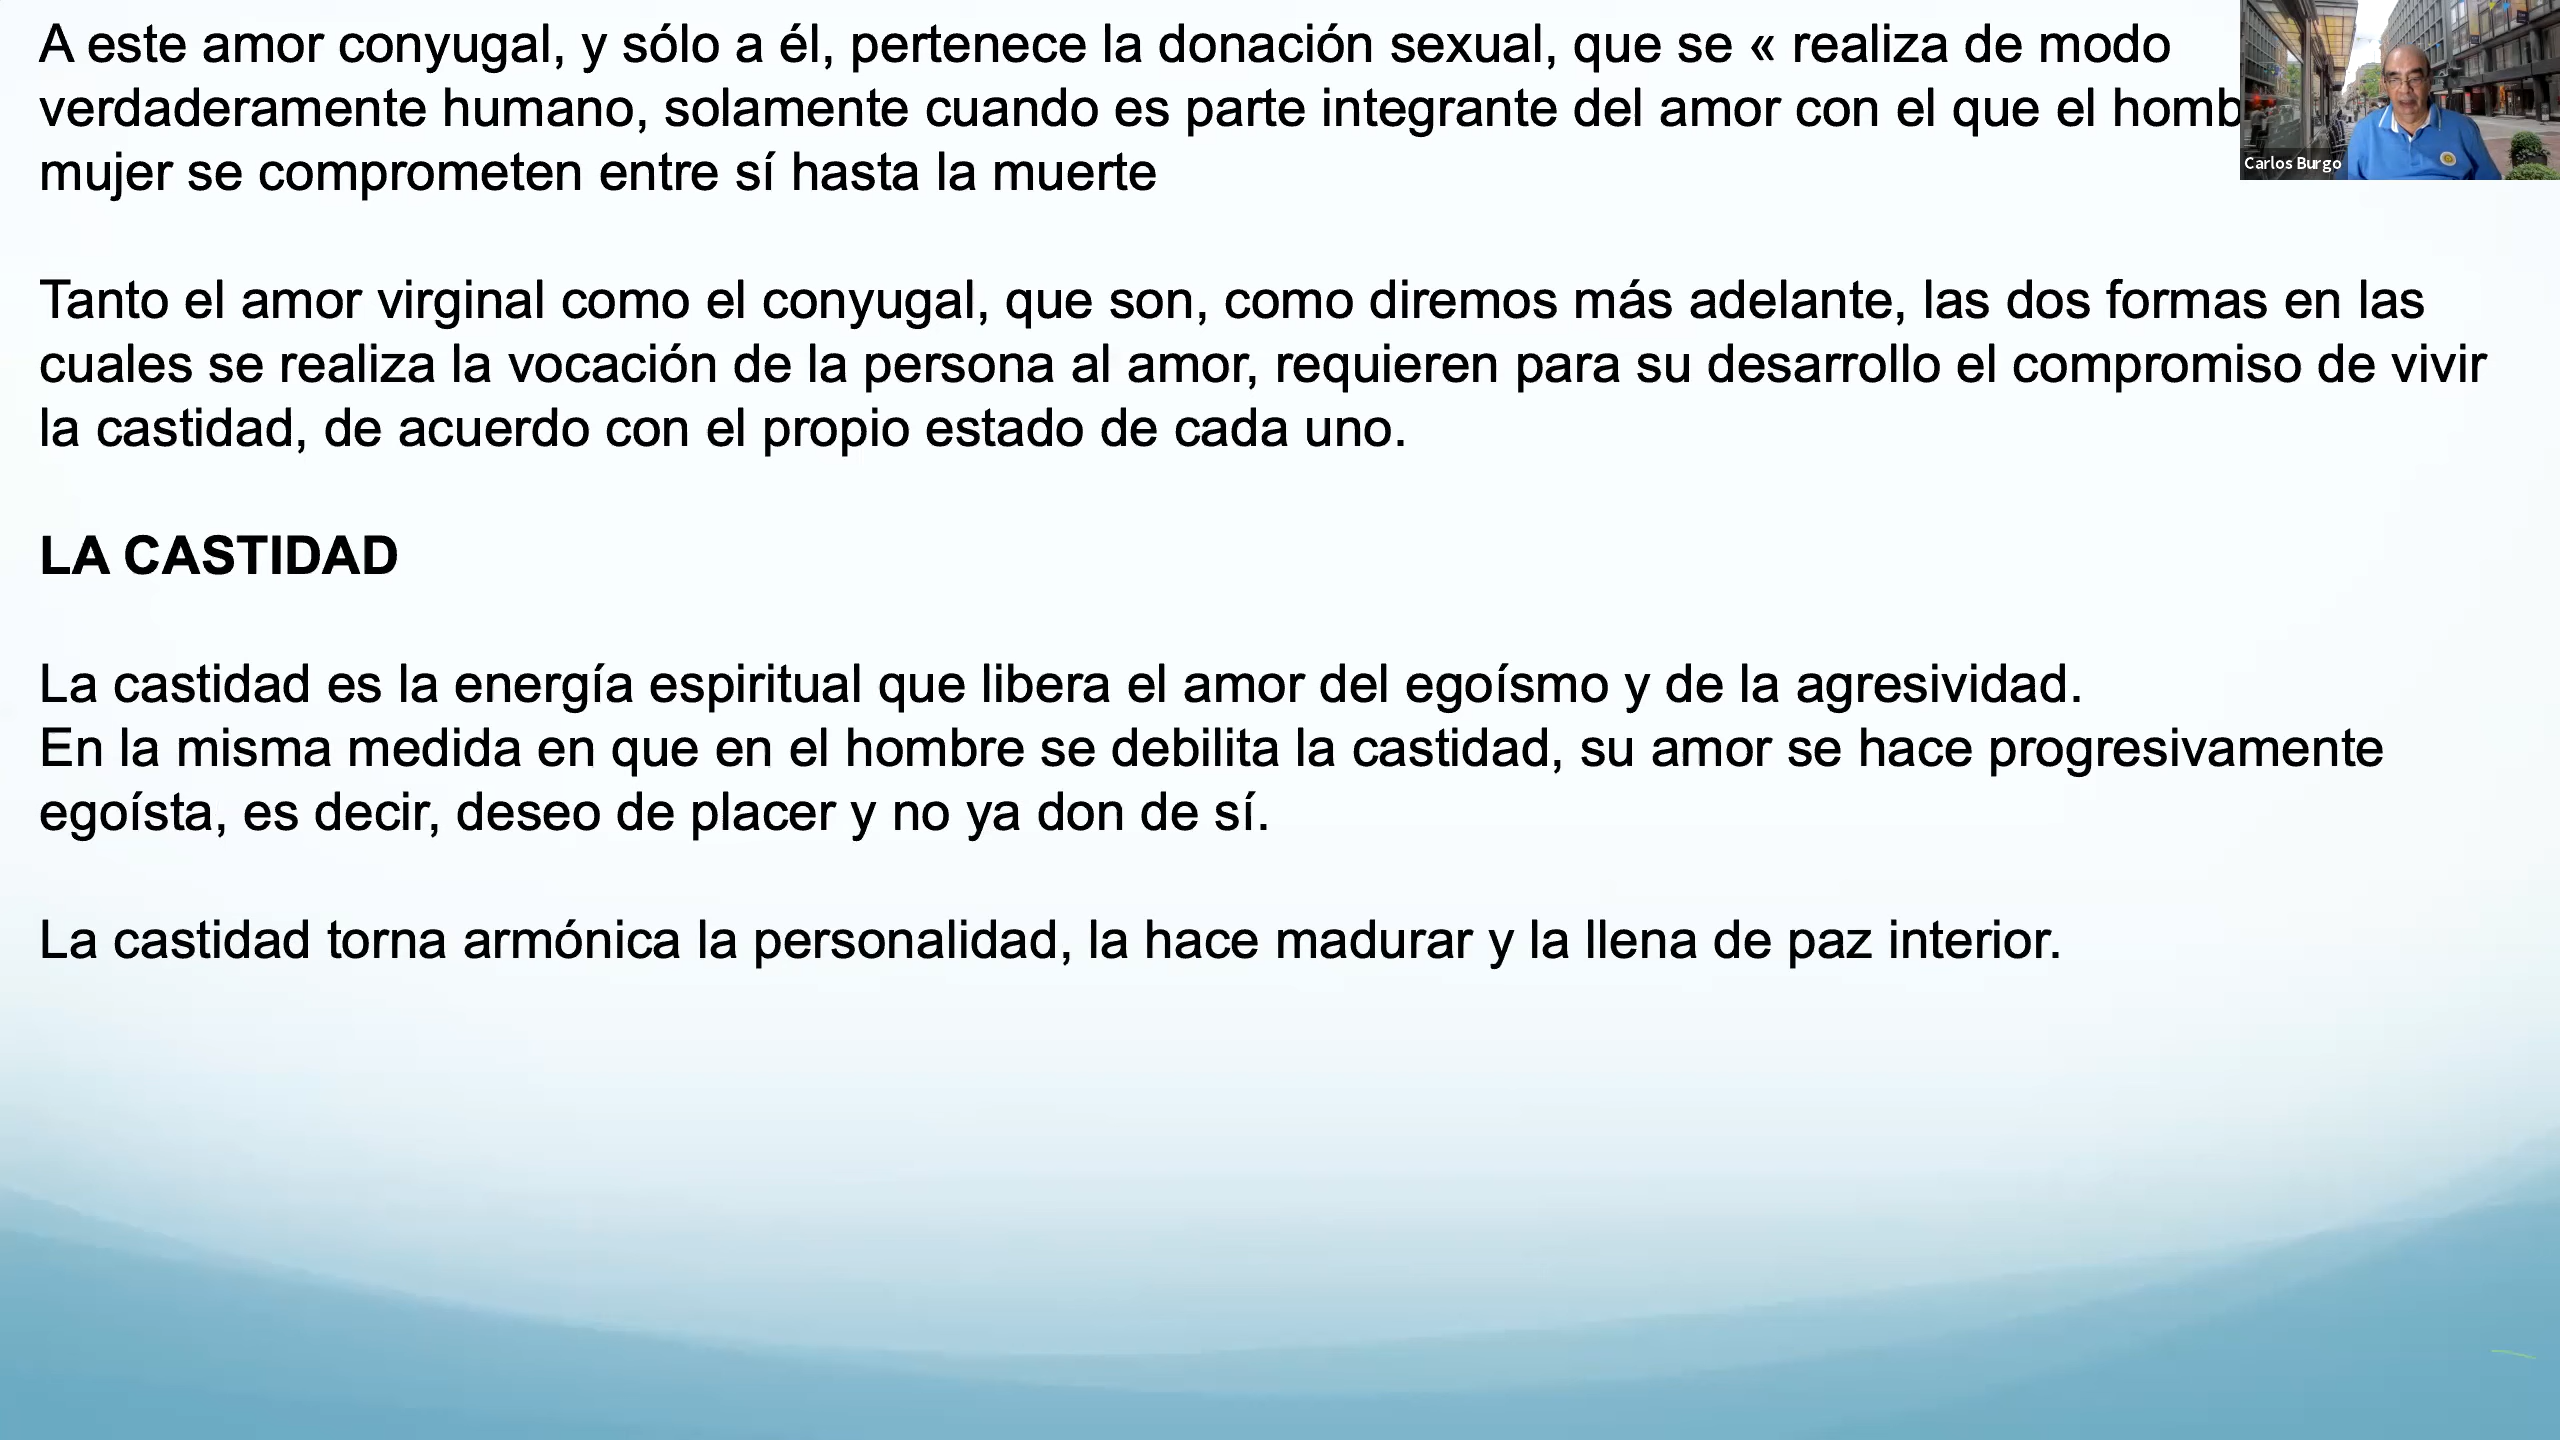 A este amor conyugal, y sólo a él, pertenece la donación sexual, que se « realiza de modo
verdaderamente humano, solamente cuando es parte integrante del amor con el que el homb
mujer se comprometen entre sí hasta la muerte
Carlos Burgo
Tanto el amor virginal como el conyugal, que son, como diremos más adelante, las dos formas en las
cuales se realiza la vocación de la persona al amor, requieren para su desarrollo el compromiso de vivir
la castidad, de acuerdo con el propio estado de cada uno.
LA CASTIDAD
La castidad es la energía espiritual que libera el amor del egoísmo y de la agresividad.
En la misma medida en que en el hombre se debilita la castidad, su amor se hace progresivamente
egoísta, es decir, deseo de placer y no ya don de sí.
La castidad torna armónica la personalidad, la hace madurar y la llena de paz interior.